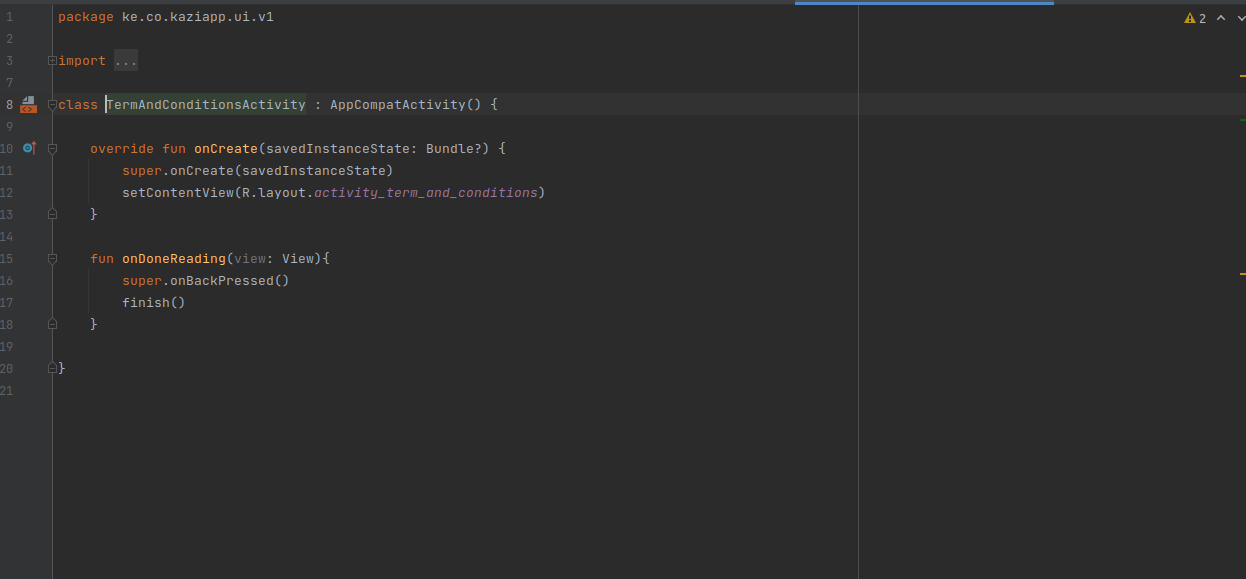 1 package ke.co.kaziapp.ui.v1
2
3 import ...
7
8 class TermAndConditionsActivity : AppCompatActivity() {
9
10 override fun onCreate(savedInstanceState: Bundle?) {
11 super.onCreate(savedInstanceState)
12 setContentView(R.layout.activity_term_and_conditions)
13 }
14
15 fun onDoneReading(view: View){
16 super.onBackPressed()
17 finish()
18 }
19
20 }
21
2